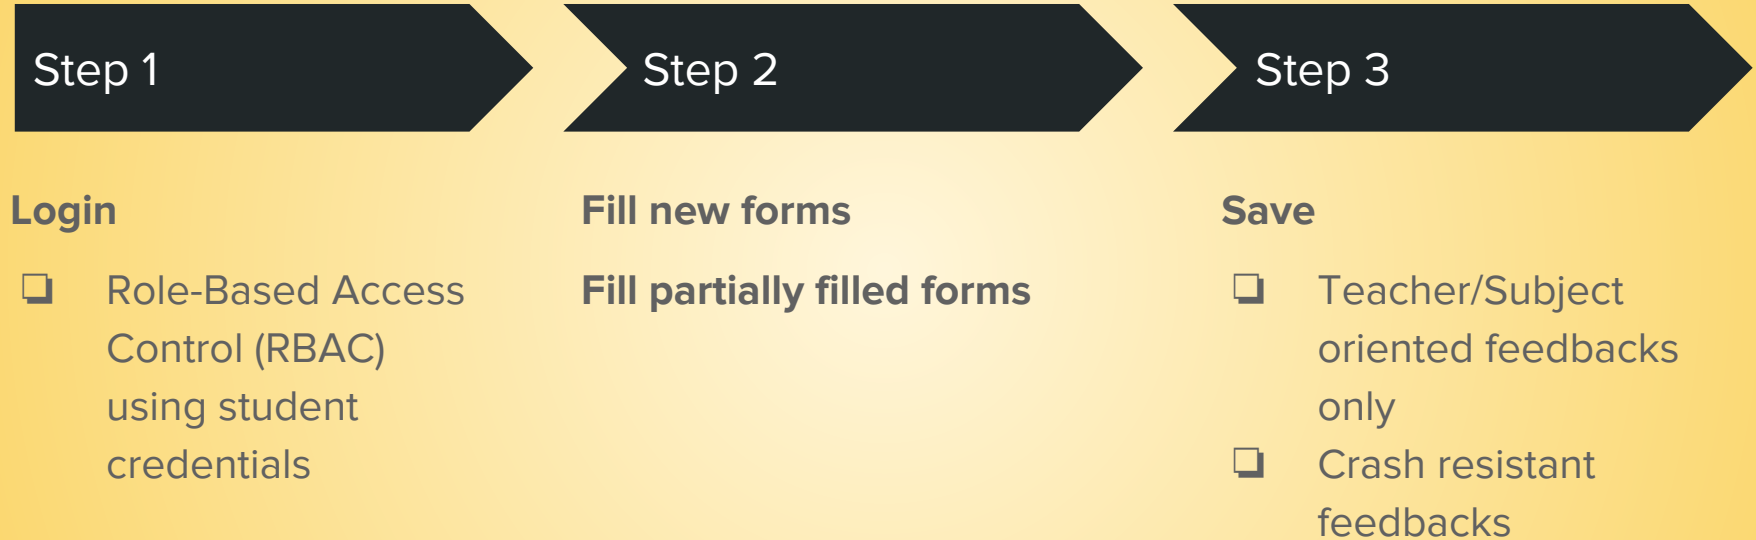 Step 1
Step 2
Step 3
Login
❏ Role-Based Access
Control (RBAC)
using student
credentials
Fill new forms
Fill partially filled forms
Save
❏ Teacher/Subject
oriented feedbacks
only
❏ Crash resistant
feedbacks